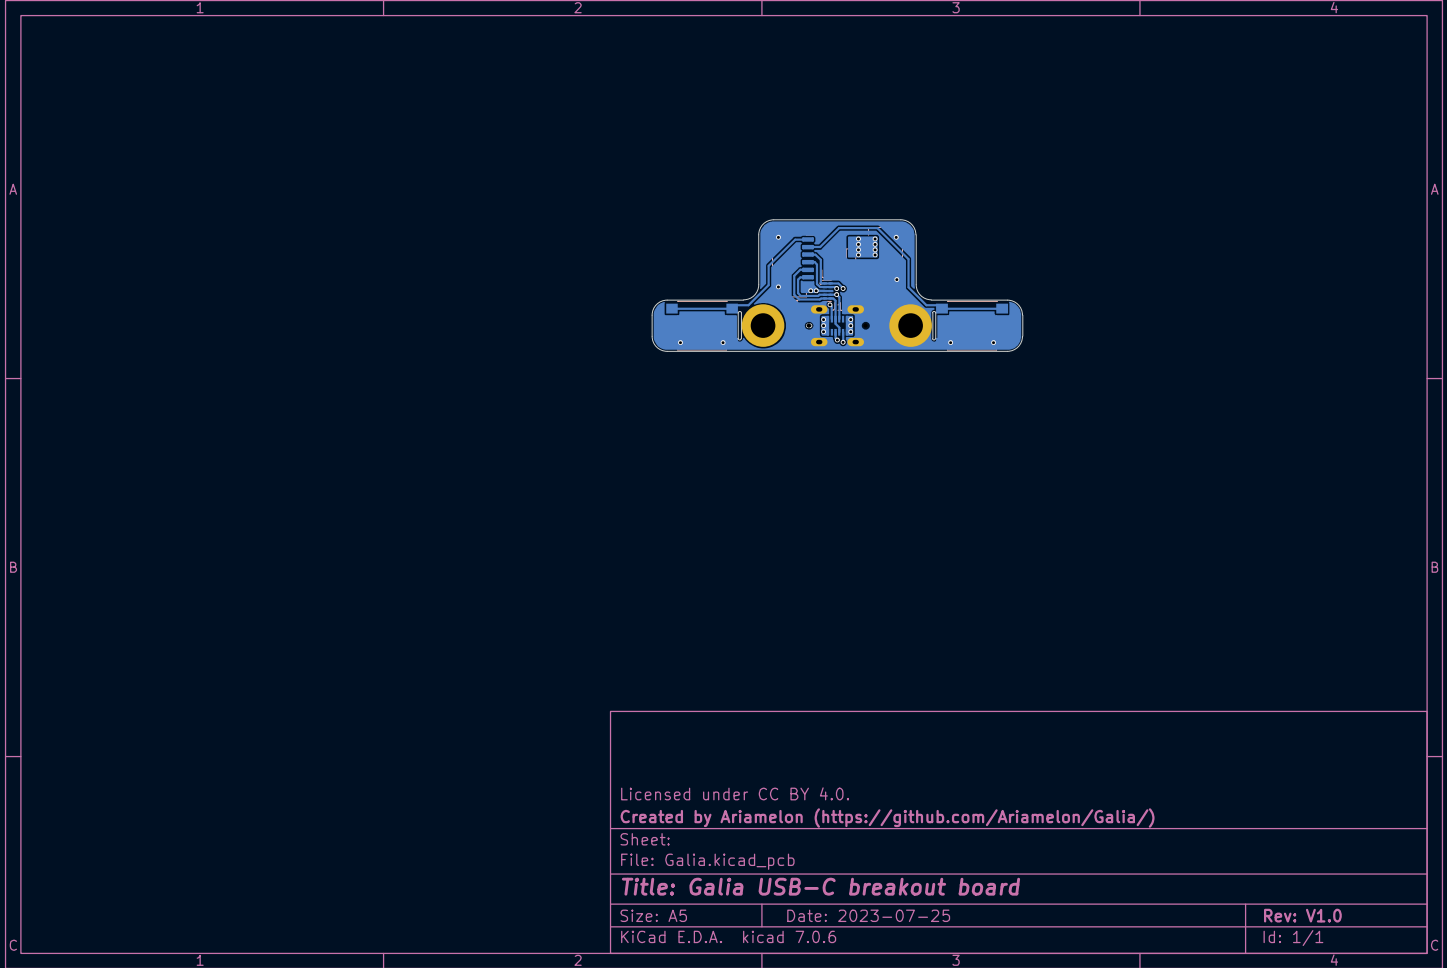 1 2 3 4
A A
B B
Licensed under CC BY 4.0.
Created by Ariamelon (https://github.com/Ariamelon/Galia/)
Sheet:
File: Galia.kicad_pcb
Title: Galia USB-C breakout board
Size: A5 Date: 2023-07-25 Rev: V1.0
KiCad E.D.A. kicad 7.0.6 Id: 1/1
C C
1 2 3 4